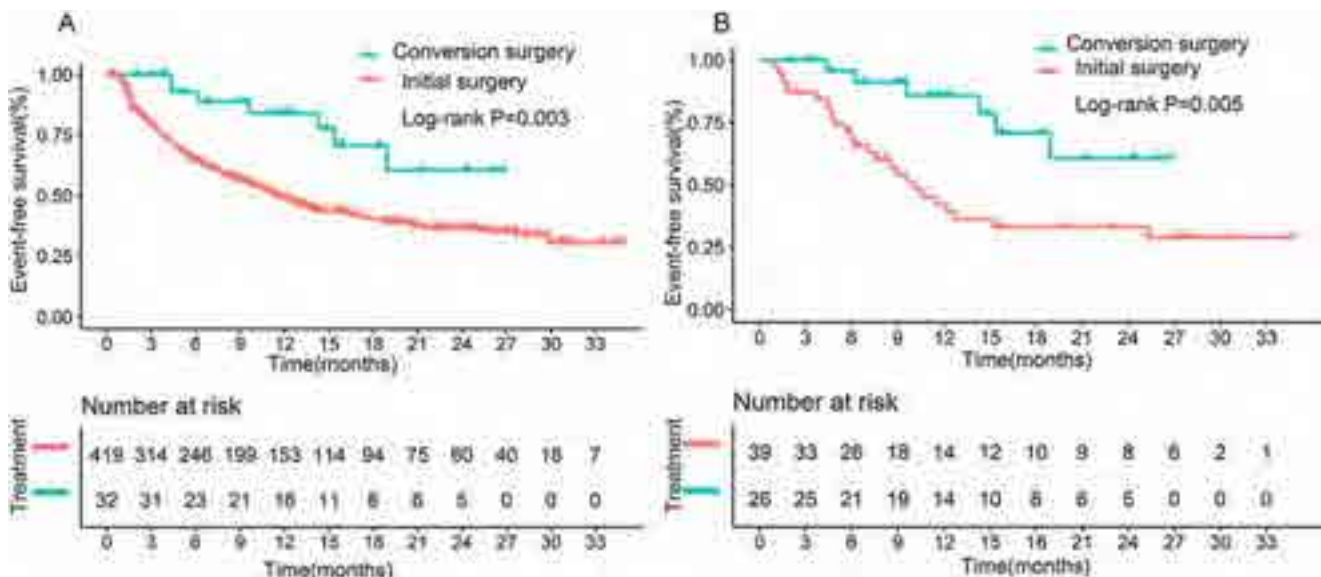 A
Conversion surgery
Initial surgery
Log-rank P=0.003
Event-free survival(%)
1.00
0.75
0.50
0.25
0.00
0 3 6 9 12 15 18 21 24 27 30 33
Time(months)
Number at risk
Treatment
419 314 246 199 153 114 94 75 60 40 18 7
32 31 23 21 16 11 6 6 5 0 0 0
0 3 6 9 12 15 18 21 24 27 30 33
Time(months)
B
Conversion surgery
Initial surgery
Log-rank P=0.005
Event-free survival(%)
1.00
0.75
0.50
0.25
0.00
0 3 6 9 12 15 18 21 24 27 30 33
Time(months)
Number at risk
Treatment
39 33 26 18 14 12 10 9 8 6 2 1
26 25 21 19 14 10 6 6 5 0 0 0
0 3 6 9 12 15 18 21 24 27 30 33
Time(months)